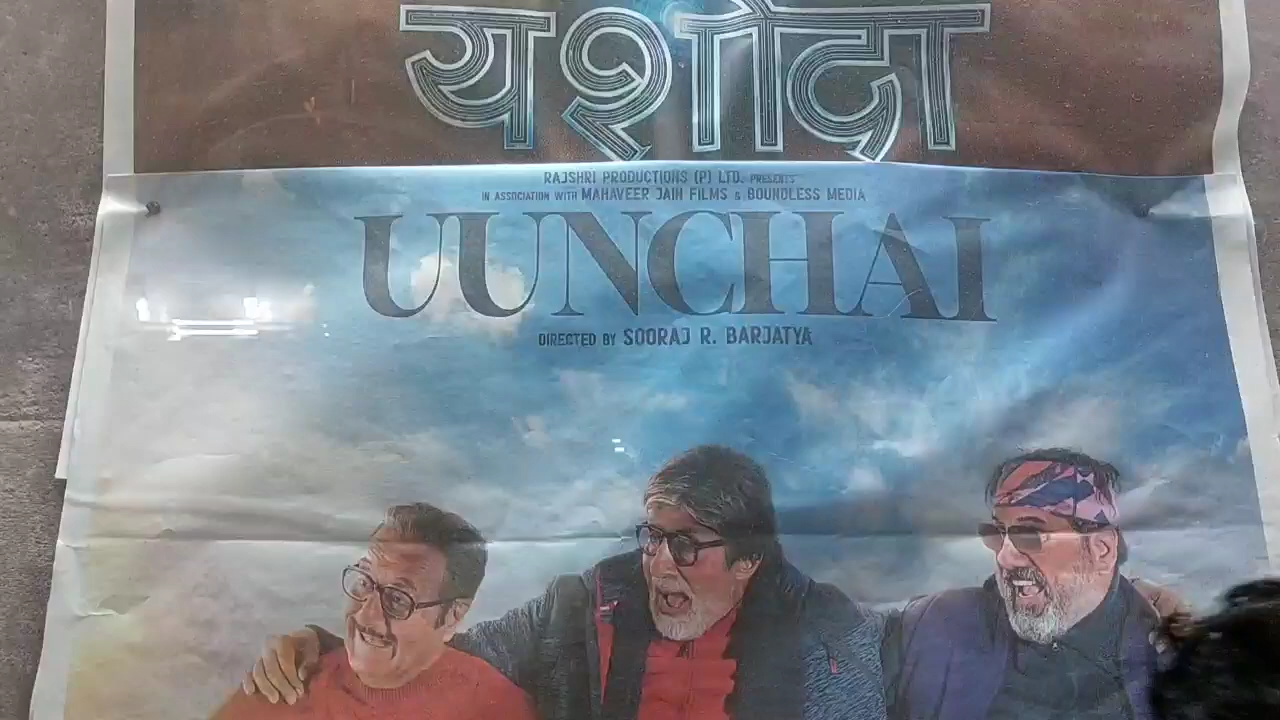 यशोदा
RAJSHRI PRODUCTIONS (P) LTD. PRESENTS
IN ASSOCIATION WITH MAHAVEER JAIN FILMS & BOUNDLESS MEDIA
UUNCHAI
DIRECTED BY SOORAJ R. BARJATYA